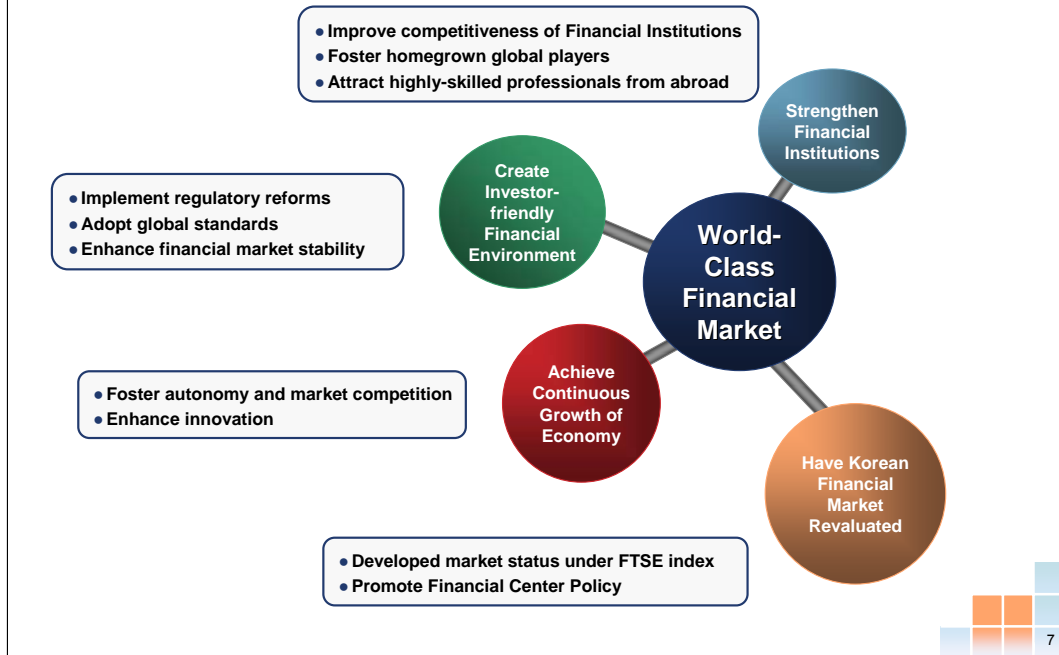 ● Improve competitiveness of Financial Institutions
● Foster homegrown global players
● Attract highly-skilled professionals from abroad
Strengthen
Financial
Institutions
Create
Investor-
friendly
Financial
Environment
● Implement regulatory reforms
● Adopt global standards
● Enhance financial market stability
World-
Class
Financial
Market
Achieve
Continuous
Growth of
Economy
● Foster autonomy and market competition
● Enhance innovation
Have Korean
Financial
Market
Revaluated
● Developed market status under FTSE index
● Promote Financial Center Policy
7